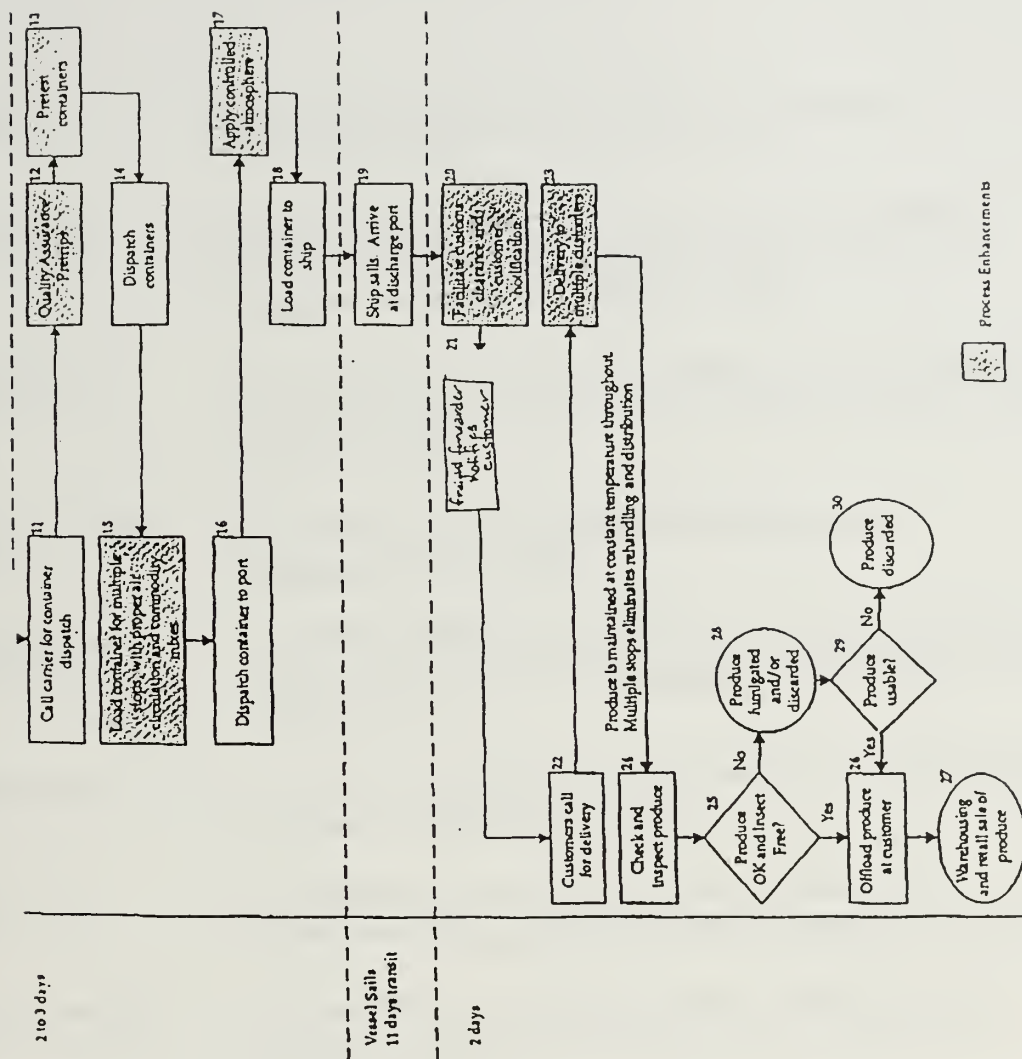 2 to 3 days
11
Call carrier for container
dispatch
12
Quality Assurance
Pretrips
13
Pretest
containers
14
Dispatch
containers
15
Load container for multiple
stops with proper air
circulation and commodity
mixes
16
Dispatch container to port
17
Apply controlled
atmosphere
18
Load container to
ship
Vessel Sails
11 days transit
19
Ship sails. Arrive
at discharge port
2 days
20
Facilitate customs
clearance and
customer
notification
21
freight forwarder
notifies
customer
22
Customers call
for delivery
23
Delivery to
multiple customers
Produce is maintained at constant temperature throughout
Multiple stops eliminates rehandling and distribution
24
Check and
Inspect produce
25
Produce
OK and Insect
Free?
No
Yes
28
Produce
fumigated
and/or
discarded
29
Produce
usable?
No
Yes
30
Produce
discarded
26
Offload produce
at customer
27
Warehousing
and retail sale of
produce
Process Enhancements